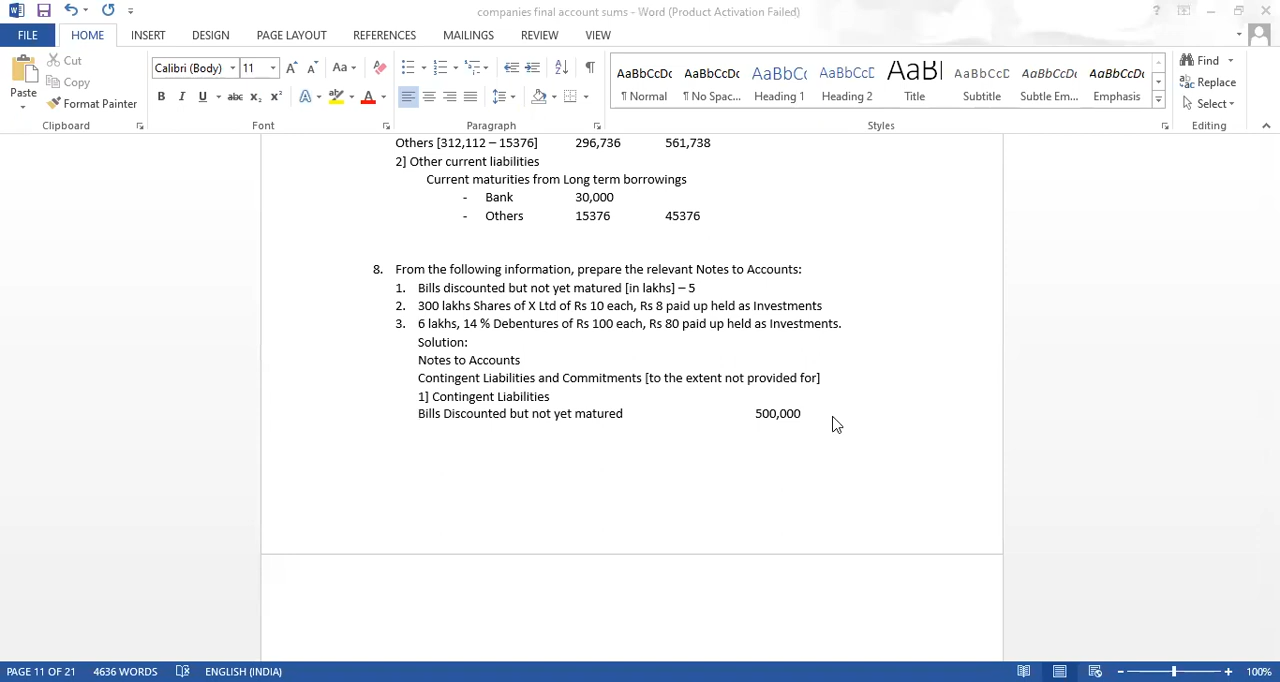 companies final account sums - Word (Product Activation Failed)
FILE HOME INSERT DESIGN PAGE LAYOUT REFERENCES MAILINGS REVIEW VIEW
Paste
Cut
Copy
Format Painter
Clipboard
Calibri (Body) 11
Font
Paragraph
AaBbCcDc AaBbCcDc AaBbCc AaBbCcC AaBl AaBbCcD AaBbCcDc AaBbCcDc
¶ Normal ¶ No Spac... Heading 1 Heading 2 Title Subtitle Subtle Em... Emphasis
Styles
Find
Replace
Select
Editing
Others [312,112 – 15376] 296,736 561,738
2] Other current liabilities
Current maturities from Long term borrowings
- Bank 30,000
- Others 15376 45376
8. From the following information, prepare the relevant Notes to Accounts:
1. Bills discounted but not yet matured [in lakhs] – 5
2. 300 lakhs Shares of X Ltd of Rs 10 each, Rs 8 paid up held as Investments
3. 6 lakhs, 14 % Debentures of Rs 100 each, Rs 80 paid up held as Investments.
Solution:
Notes to Accounts
Contingent Liabilities and Commitments [to the extent not provided for]
1] Contingent Liabilities
Bills Discounted but not yet matured 500,000
PAGE 11 OF 21 4636 WORDS ENGLISH (INDIA) 100%